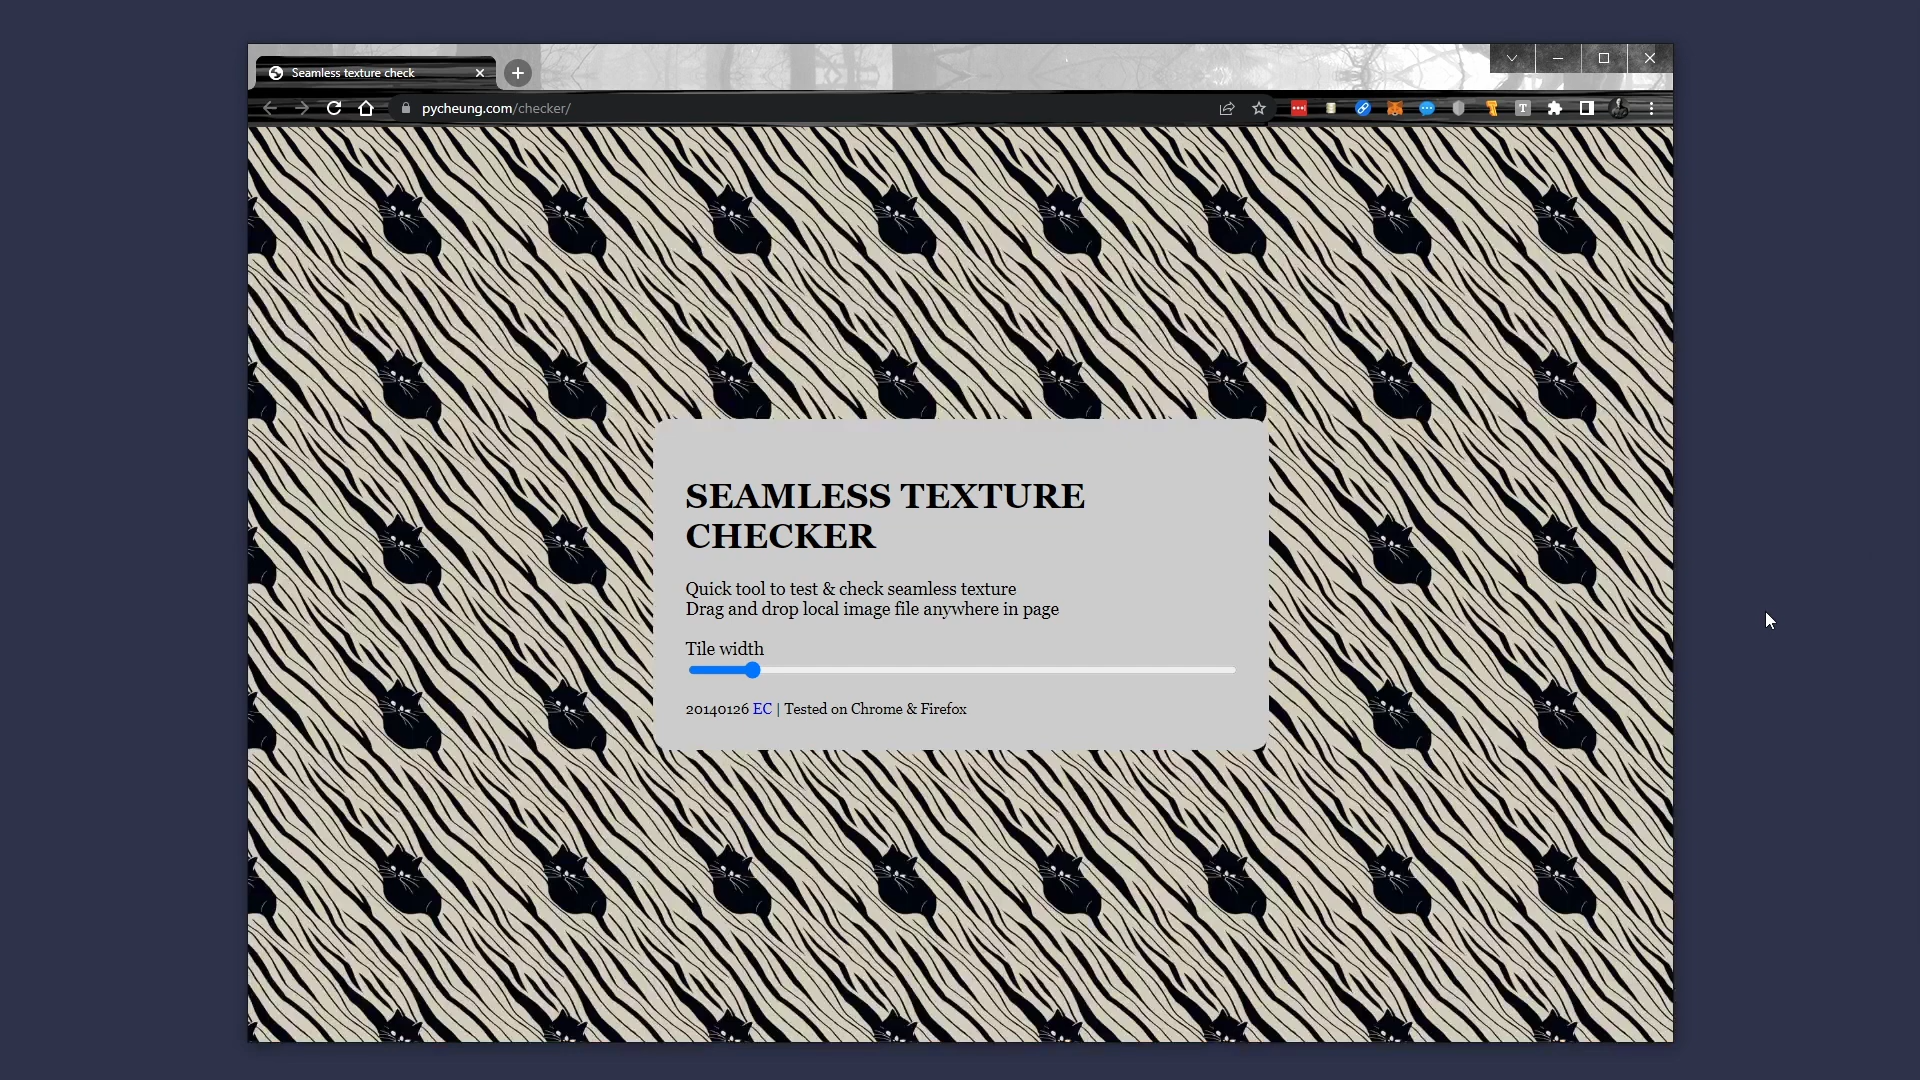 Seamless texture check
pycheung.com/checker/
T
SEAMLESS TEXTURE
CHECKER
Quick tool to test & check seamless texture
Drag and drop local image file anywhere in page
Tile width
20140126 EC | Tested on Chrome & Firefox